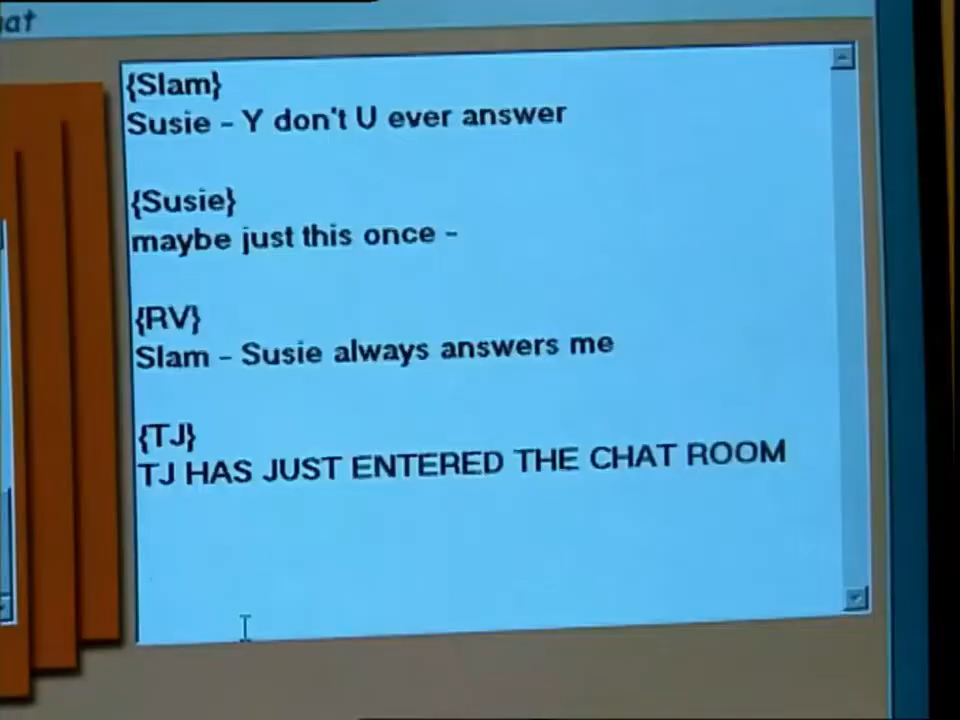 {Slam}
Susie - Y don't U ever answer
{Susie}
maybe just this once -
{RV}
Slam - Susie always answers me
{TJ}
TJ HAS JUST ENTERED THE CHAT ROOM